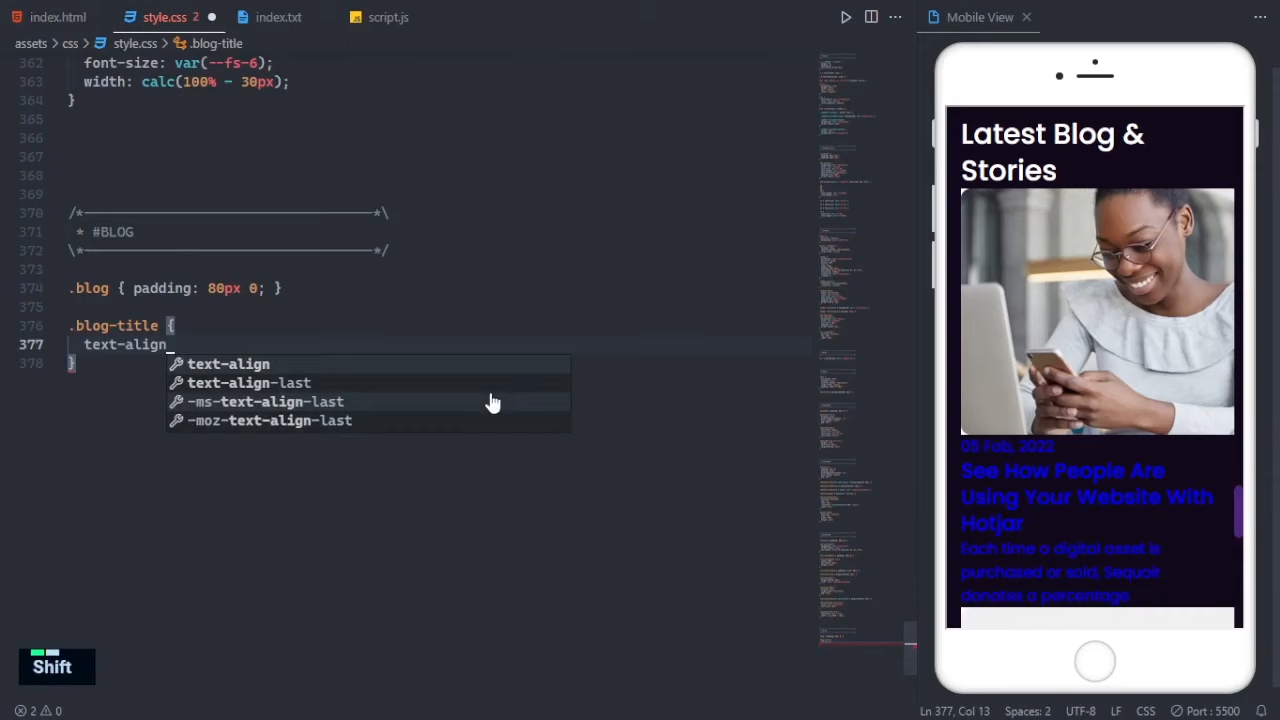 index.html
style.css 2
index.txt
script.js
Mobile View
assets > css > style.css > .blog-title
362 font-size: var(--fs-6);
363 width: calc(100% - 30px);
364 }
365
366
367
368
369
370 /*-----------------------------------*\
371 * #BLOG
372 \*-----------------------------------*/
373
374 .blog { padding: 80px 0; }
375
376 .blog-title {
377 text-align
378 }
text-align
text-align-last
-ms-text-align-last
-moz-text-align-last
Latest Blog &
Stories
05 Fab, 2022
See How People Are
Using Your Website With
Hotjar
Each time a digital asset is
purchased or sold, Sequoir
donates a percentage
Shift
2 0
Ln 377, Col 13 Spaces: 2 UTF-8 LF CSS Port : 5500